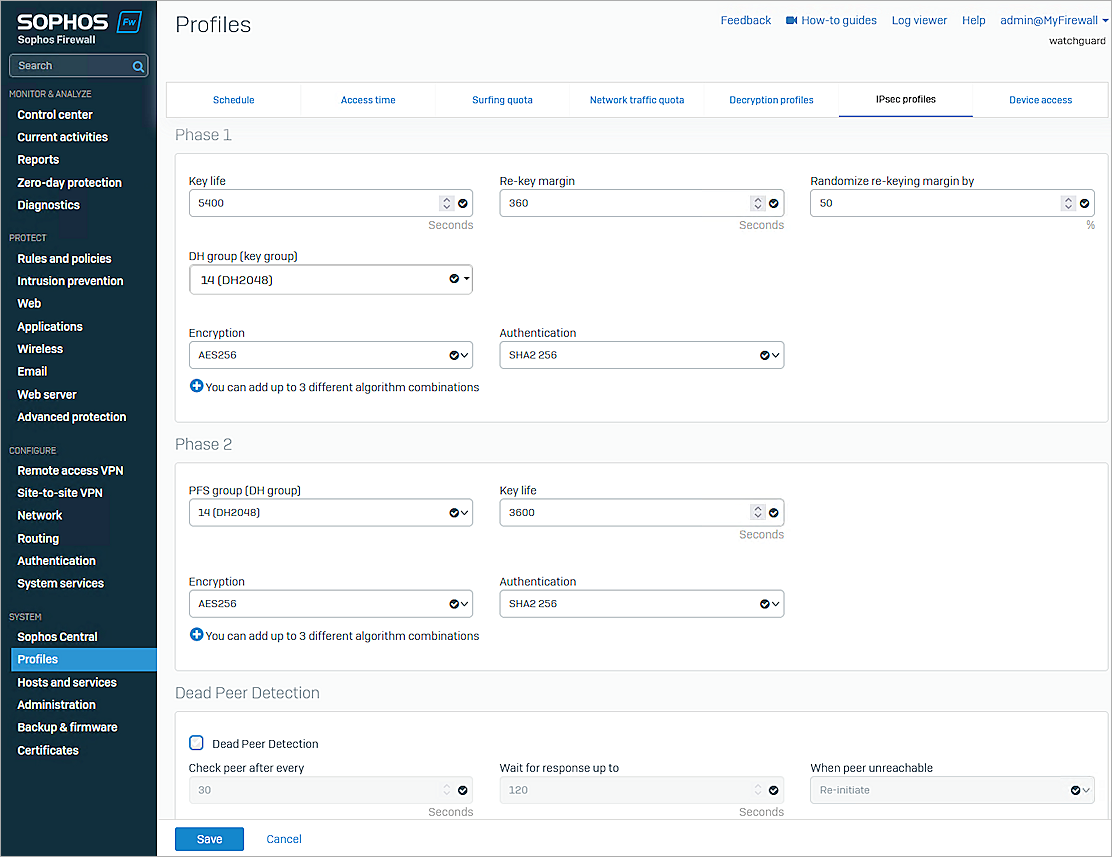 SOPHOS Fw
Sophos Firewall
Search
MONITOR & ANALYZE
Control center
Current activities
Reports
Zero-day protection
Diagnostics
PROTECT
Rules and policies
Intrusion prevention
Web
Applications
Wireless
Email
Web server
Advanced protection
CONFIGURE
Remote access VPN
Site-to-site VPN
Network
Routing
Authentication
System services
SYSTEM
Sophos Central
Profiles
Hosts and services
Administration
Backup & firmware
Certificates
Profiles
Feedback How-to guides Log viewer Help admin@MyFirewall
watchguard
Schedule Access time Surfing quota Network traffic quota Decryption profiles IPsec profiles Device access
Phase 1
Key life Re-key margin Randomize re-keying margin by
5400 360 50
Seconds Seconds %
DH group (key group)
14 (DH2048)
Encryption Authentication
AES256 SHA2 256
You can add up to 3 different algorithm combinations
Phase 2
PFS group (DH group) Key life
14 (DH2048) 3600
Seconds
Encryption Authentication
AES256 SHA2 256
You can add up to 3 different algorithm combinations
Dead Peer Detection
Dead Peer Detection
Check peer after every Wait for response up to When peer unreachable
30 120 Re-initiate
Seconds Seconds
Save Cancel